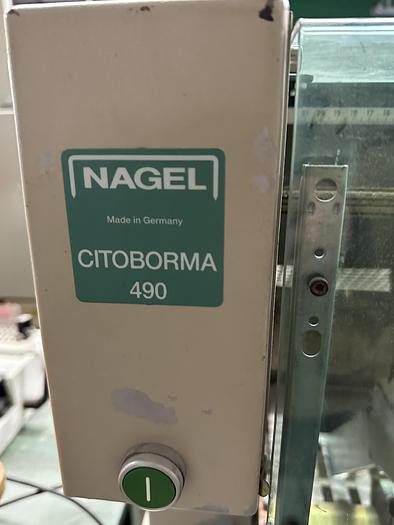 NAGEL
Made in Germany
CITOBORMA
490
I